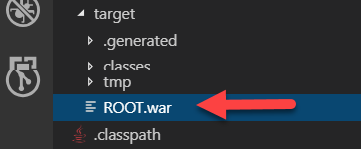 target
.generated
classes
tmp
ROOT.war
.classpath